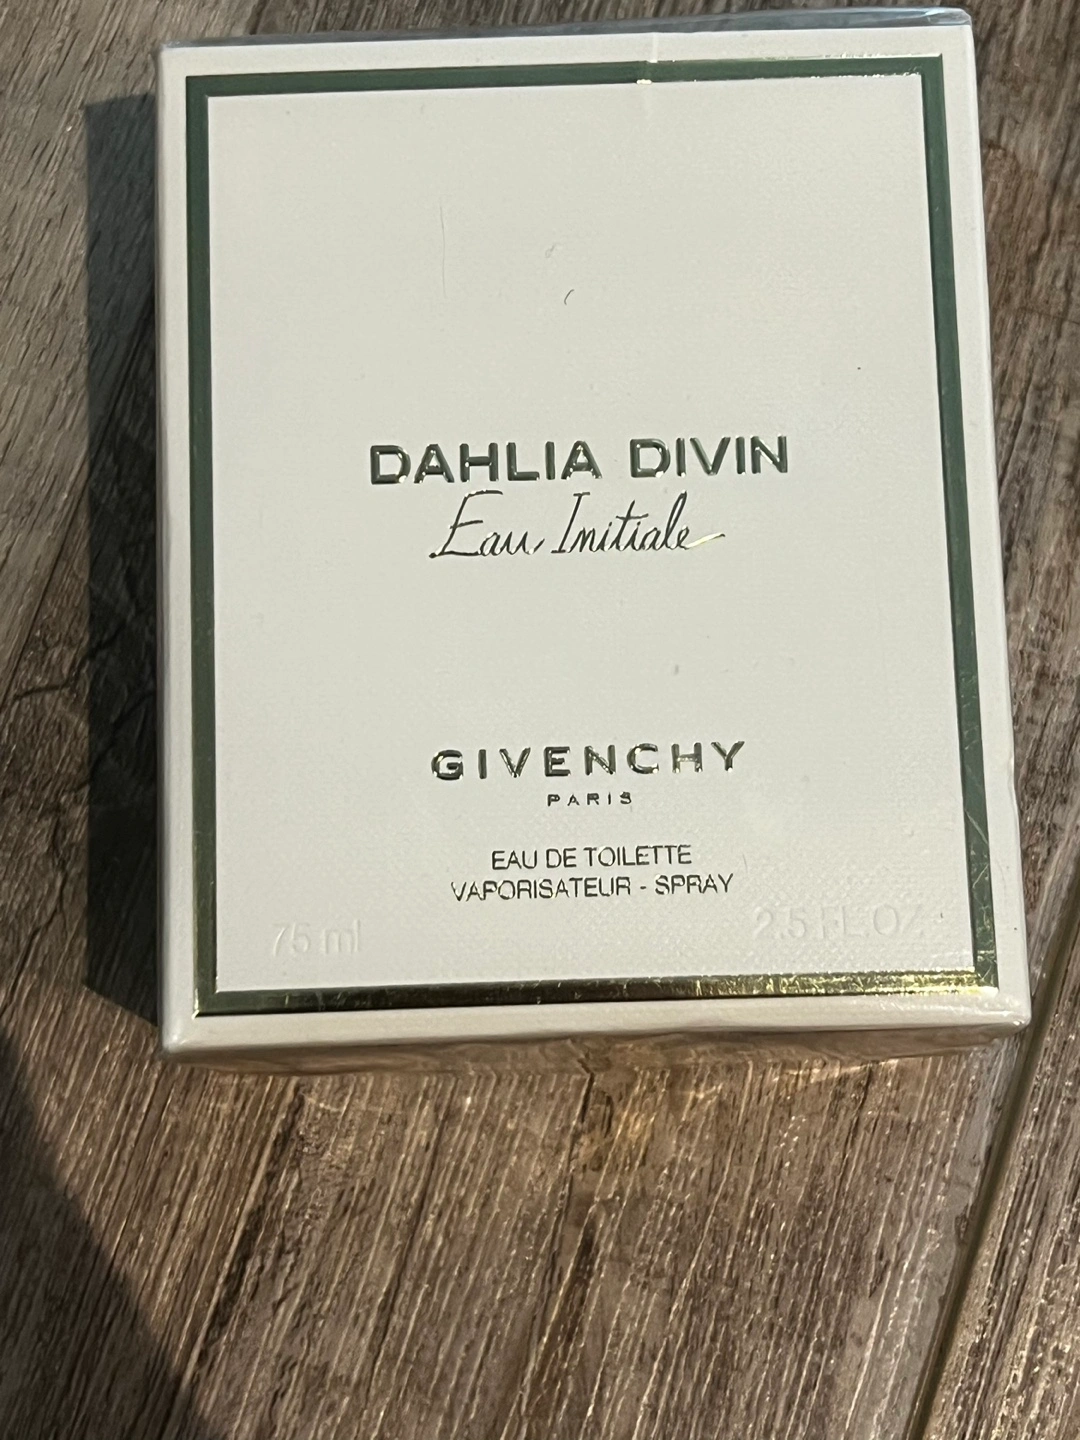 DAHLIA DIVIN
Eau Initiale
GIVENCHY
PARIS
EAU DE TOILETTE
VAPORISATEUR - SPRAY
75 ml 2.5 FL.OZ